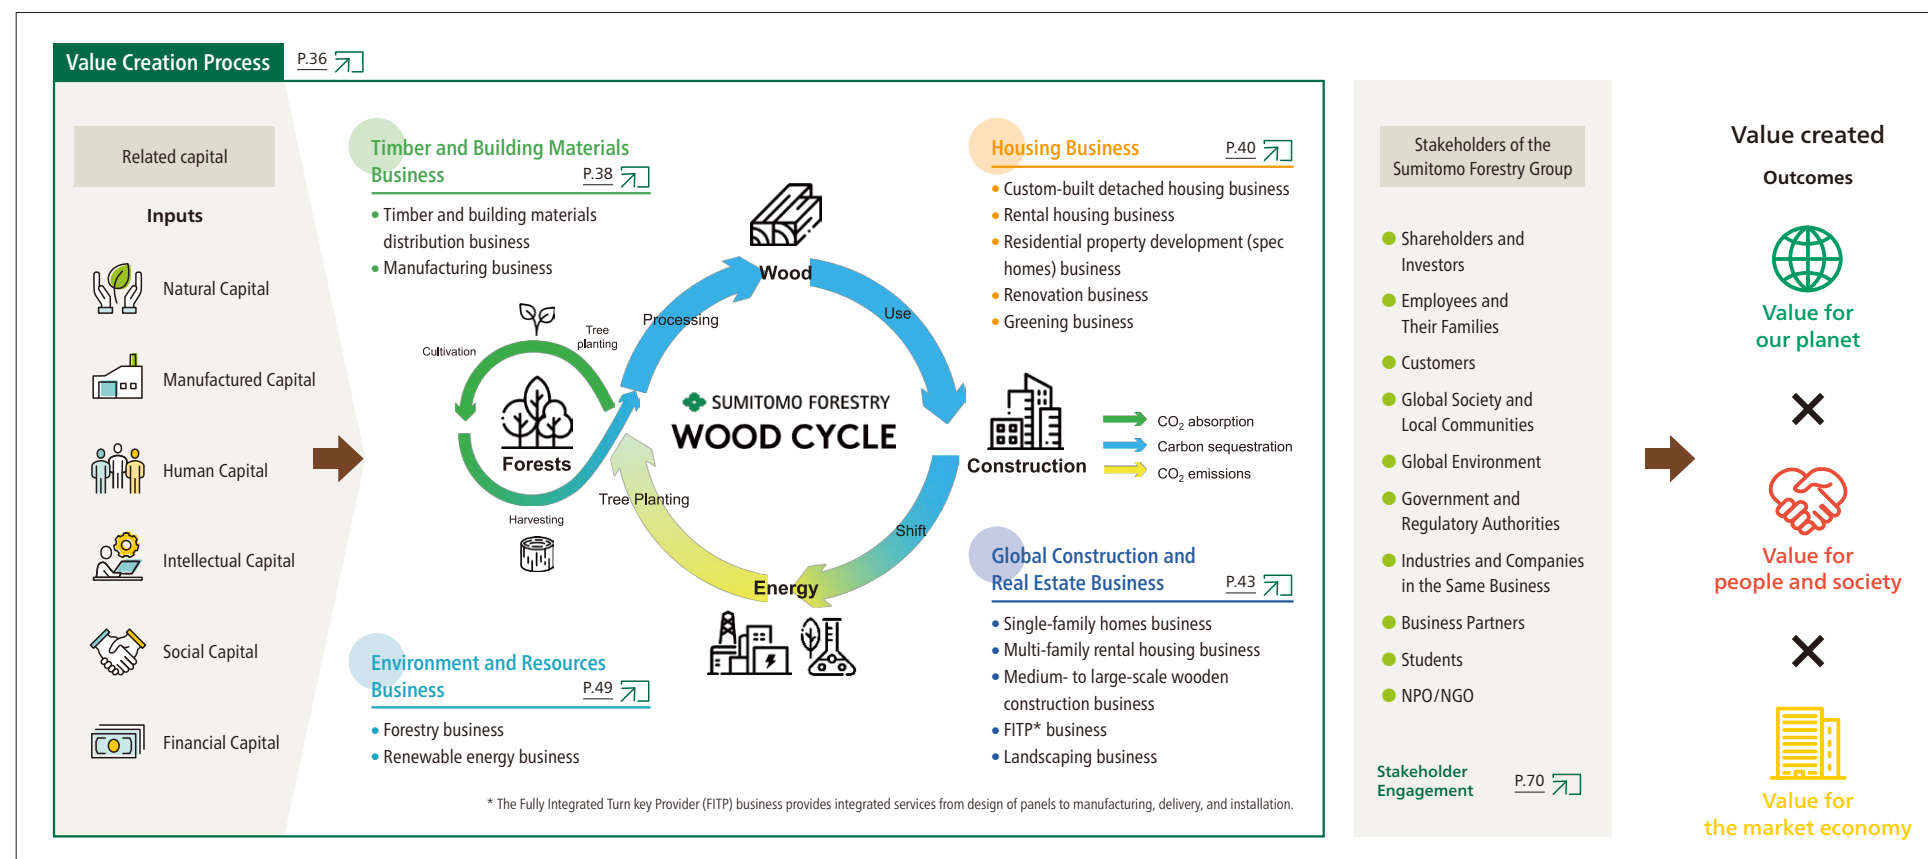 Value Creation Process P.36
Related capital
Inputs
Natural Capital
Manufactured Capital
Human Capital
Intellectual Capital
Social Capital
Financial Capital
Timber and Building Materials
Business P.38
• Timber and building materials
distribution business
• Manufacturing business
Housing Business P.40
• Custom-built detached housing business
• Rental housing business
• Residential property development (spec
homes) business
• Renovation business
• Greening business
Wood
Processing
Use
Tree
planting
Cultivation
Forests
Harvesting
SUMITOMO FORESTRY
WOOD CYCLE
Construction
CO₂ absorption
Carbon sequestration
CO₂ emissions
Tree Planting
Shift
Energy
Environment and Resources
Business P.49
• Forestry business
• Renewable energy business
Global Construction and
Real Estate Business P.43
• Single-family homes business
• Multi-family rental housing business
• Medium- to large-scale wooden
construction business
• FITP* business
• Landscaping business
* The Fully Integrated Turn key Provider (FITP) business provides integrated services from design of panels to manufacturing, delivery, and installation.
Stakeholders of the
Sumitomo Forestry Group
Shareholders and
Investors
Employees and
Their Families
Customers
Global Society and
Local Communities
Global Environment
Government and
Regulatory Authorities
Industries and Companies
in the Same Business
Business Partners
Students
NPO/NGO
Stakeholder
Engagement P.70
Value created
Outcomes
Value for
our planet
Value for
people and society
Value for
the market economy